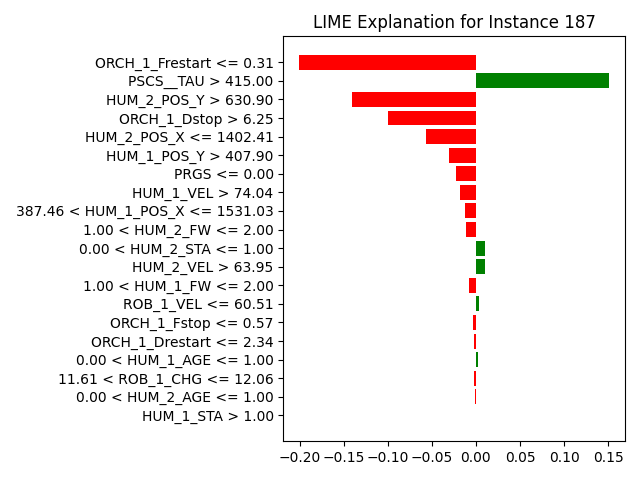 LIME Explanation for Instance 187
ORCH_1_Frestart <= 0.31
PSCS__TAU > 415.00
HUM_2_POS_Y > 630.90
ORCH_1_Dstop > 6.25
HUM_2_POS_X <= 1402.41
HUM_1_POS_Y > 407.90
PRGS <= 0.00
HUM_1_VEL > 74.04
387.46 < HUM_1_POS_X <= 1531.03
1.00 < HUM_2_FW <= 2.00
0.00 < HUM_2_STA <= 1.00
HUM_2_VEL > 63.95
1.00 < HUM_1_FW <= 2.00
ROB_1_VEL <= 60.51
ORCH_1_Fstop <= 0.57
ORCH_1_Drestart <= 2.34
0.00 < HUM_1_AGE <= 1.00
11.61 < ROB_1_CHG <= 12.06
0.00 < HUM_2_AGE <= 1.00
HUM_1_STA > 1.00
−0.20 −0.15 −0.10 −0.05 0.00 0.05 0.10 0.15